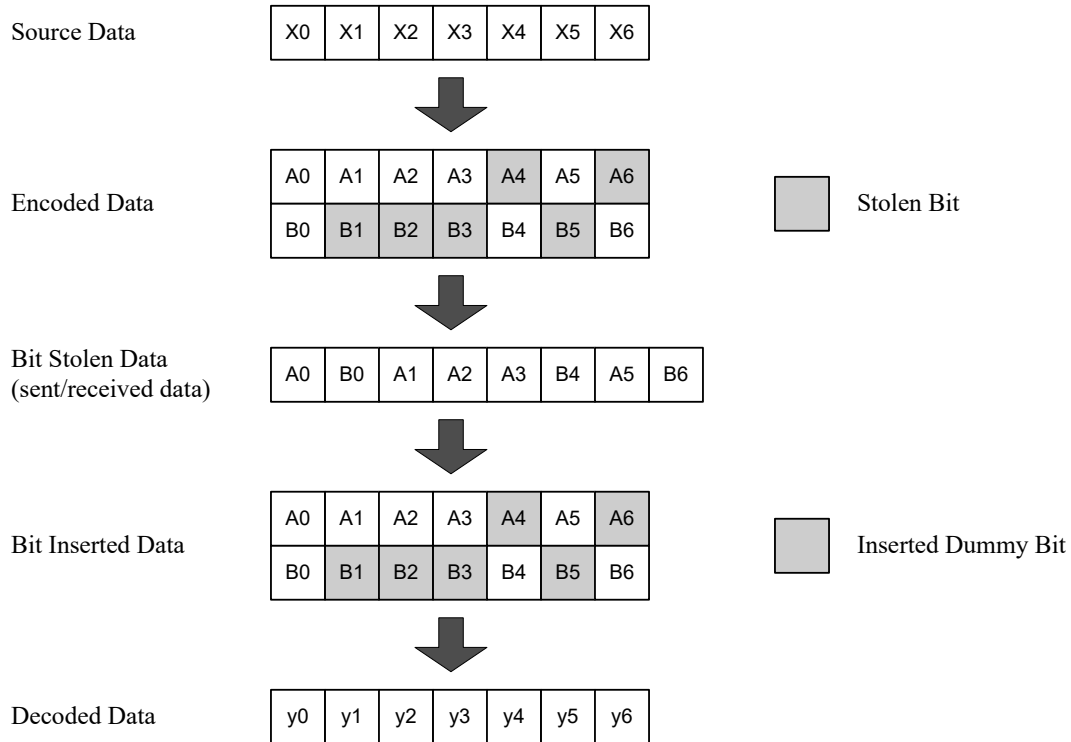 Source Data
X0 X1 X2 X3 X4 X5 X6
Encoded Data
A0 A1 A2 A3 A4 A5 A6
B0 B1 B2 B3 B4 B5 B6
Stolen Bit
Bit Stolen Data
(sent/received data)
A0 B0 A1 A2 A3 B4 A5 B6
Bit Inserted Data
A0 A1 A2 A3 A4 A5 A6
B0 B1 B2 B3 B4 B5 B6
Inserted Dummy Bit
Decoded Data
y0 y1 y2 y3 y4 y5 y6